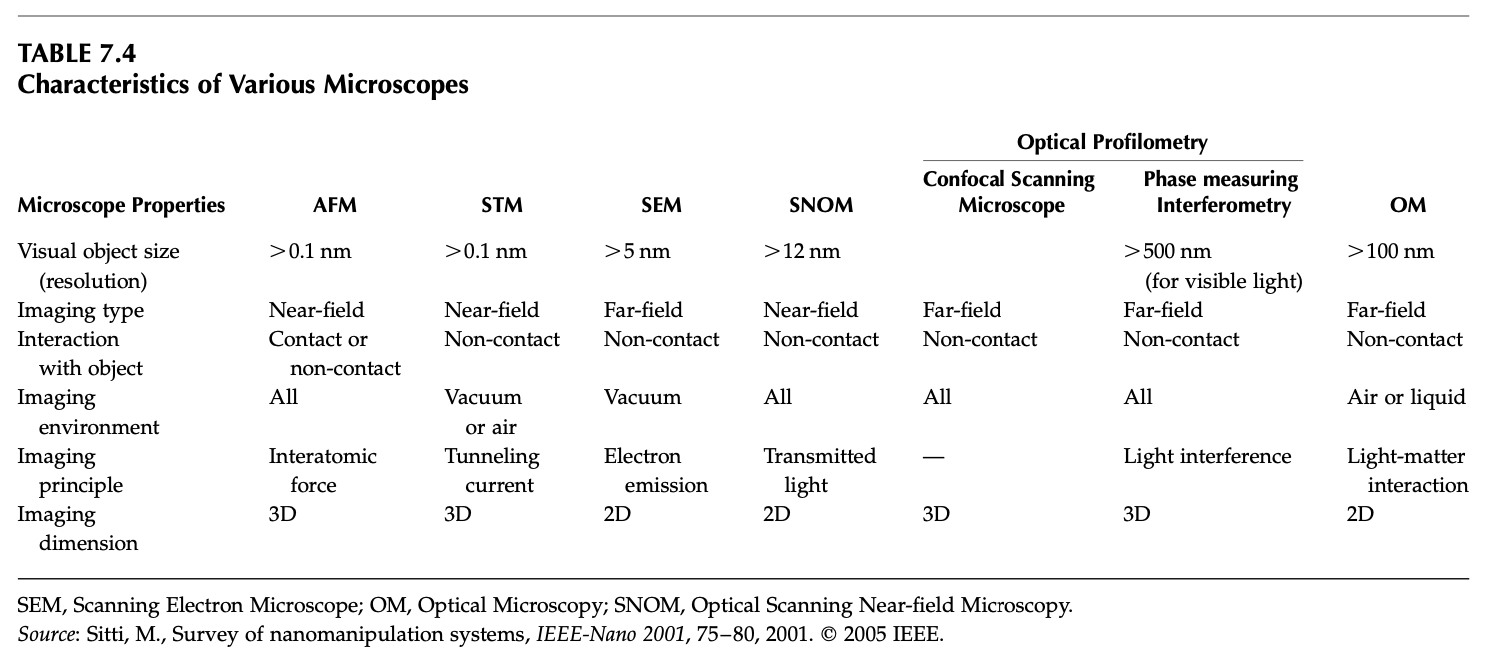 TABLE 7.4
Characteristics of Various Microscopes
Optical Profilometry
Confocal Scanning Phase measuring
Microscope Properties AFM STM SEM SNOM Microscope Interferometry OM
Visual object size >0.1 nm >0.1 nm >5 nm >12 nm >500 nm >100 nm
(resolution) (for visible light)
Imaging type Near-field Near-field Far-field Near-field Far-field Far-field Far-field
Interaction Contact or Non-contact Non-contact Non-contact Non-contact Non-contact Non-contact
with object non-contact
Imaging All Vacuum Vacuum All All All Air or liquid
environment or air
Imaging Interatomic Tunneling Electron Transmitted — Light interference Light-matter
principle force current emission light interaction
Imaging 3D 3D 2D 2D 3D 3D 2D
dimension
SEM, Scanning Electron Microscope; OM, Optical Microscopy; SNOM, Optical Scanning Near-field Microscopy.
Source: Sitti, M., Survey of nanomanipulation systems, IEEE-Nano 2001, 75–80, 2001. © 2005 IEEE.